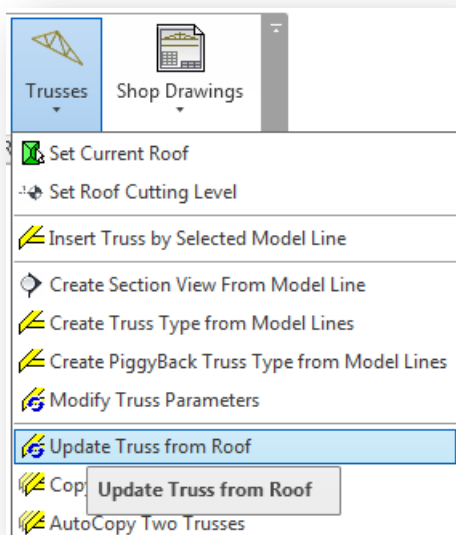 Trusses
Shop Drawings
Set Current Roof
Set Roof Cutting Level
Insert Truss by Selected Model Line
Create Section View From Model Line
Create Truss Type from Model Lines
Create PiggyBack Truss Type from Model Lines
Modify Truss Parameters
Update Truss from Roof
Update Truss from Roof
AutoCopy Two Trusses